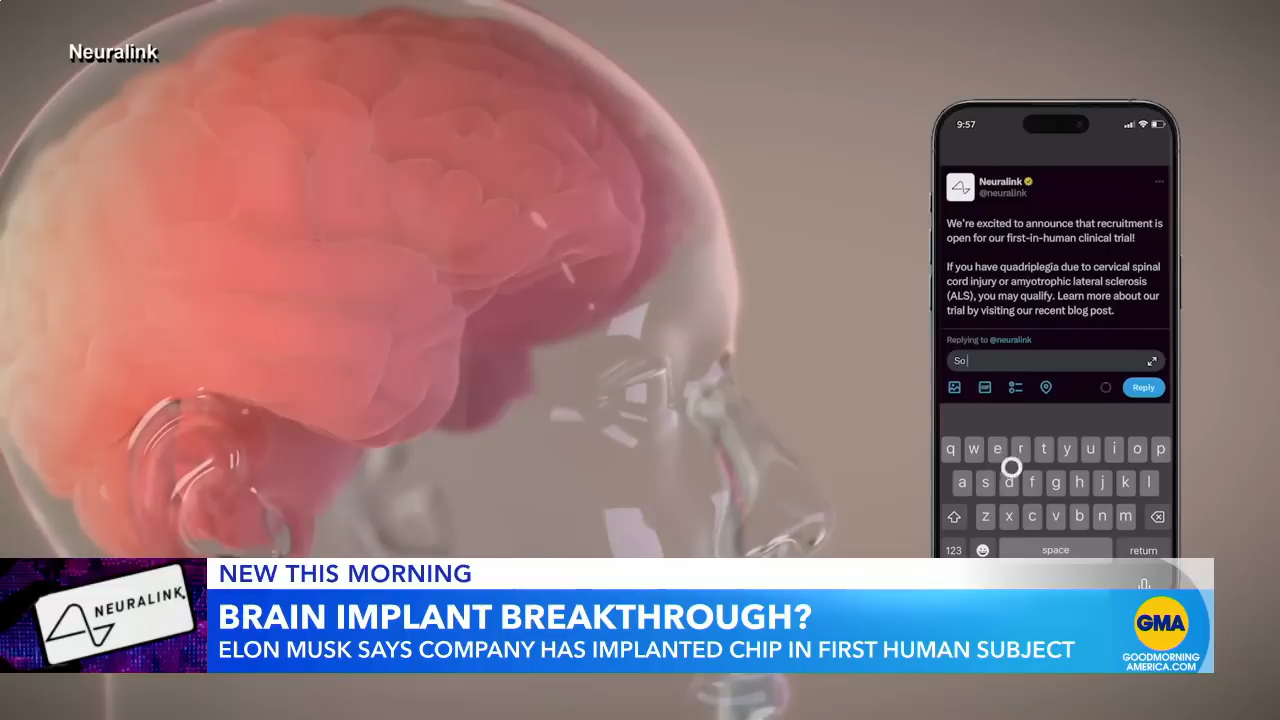 Neuralink
9:57
Neuralink
@neuralink
We're excited to announce that recruitment is
open for our first-in-human clinical trial!
If you have quadriplegia due to cervical spinal
cord injury or amyotrophic lateral sclerosis
(ALS), you may qualify. Learn more about our
trial by visiting our recent blog post.
Replying to @neuralink
So
Reply
q w e r t y u i o p
a s d f g h j k l
z x c v b n m
123 space return
NEURALINK
NEW THIS MORNING
BRAIN IMPLANT BREAKTHROUGH?
ELON MUSK SAYS COMPANY HAS IMPLANTED CHIP IN FIRST HUMAN SUBJECT
GMA
GOODMORNING
AMERICA.COM